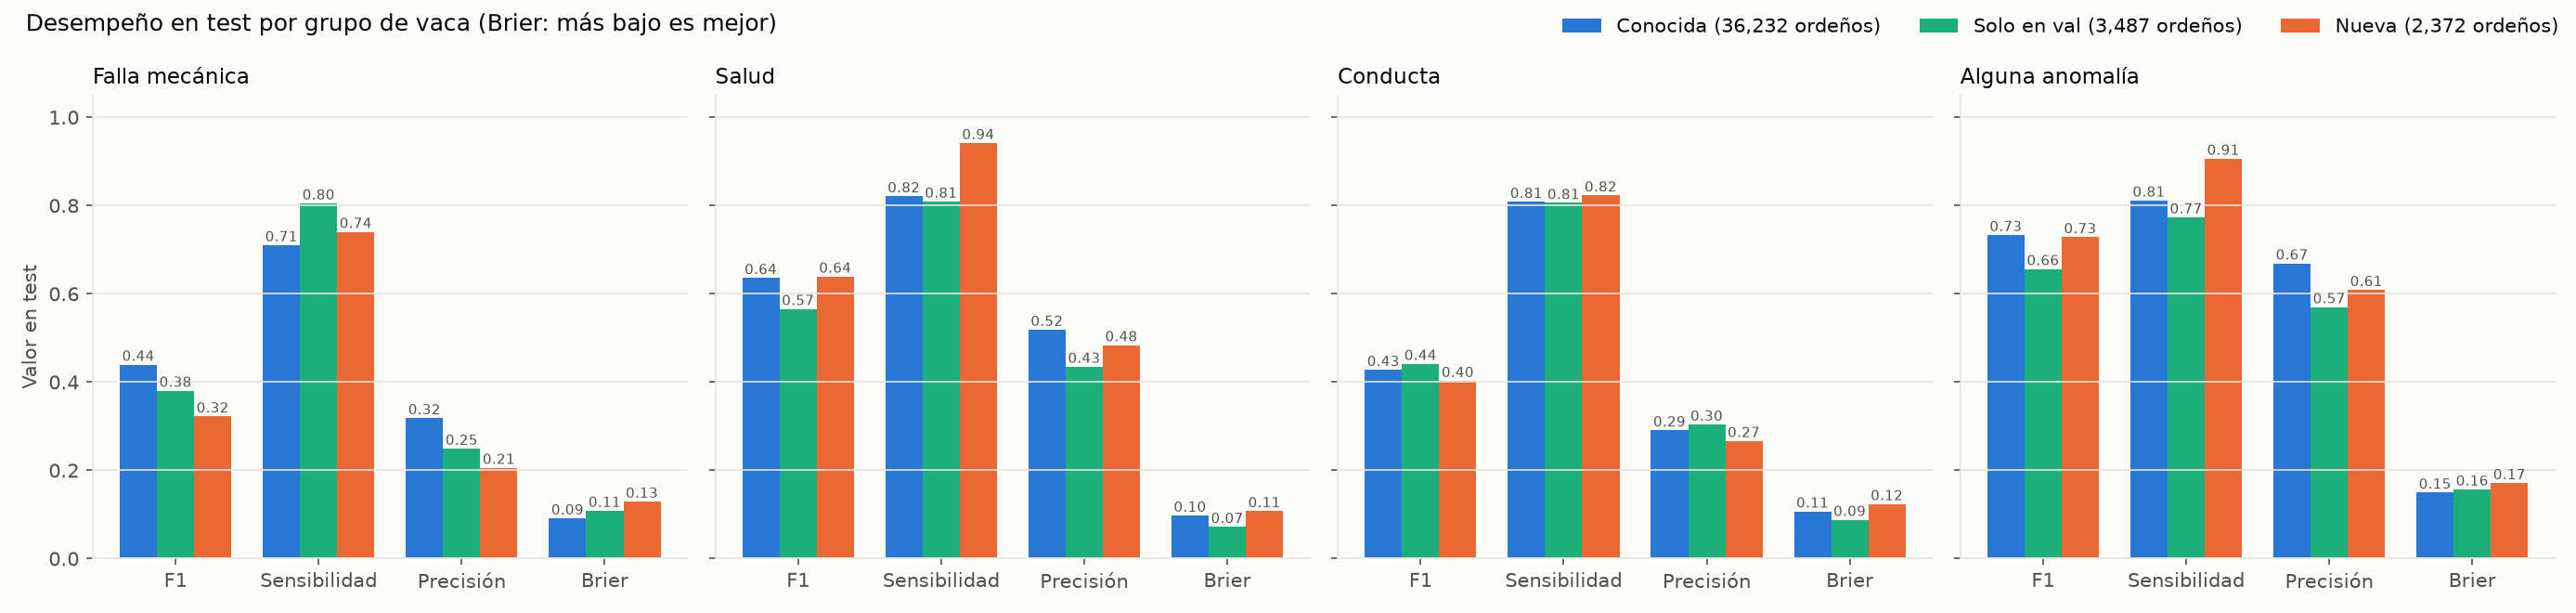 Desempeño en test por grupo de vaca (Brier: más bajo es mejor)
Conocida (36,232 ordeños)
Solo en val (3,487 ordeños)
Nueva (2,372 ordeños)
Falla mecánica
Salud
Conducta
Alguna anomalía
Valor en test
1.0
0.8
0.6
0.4
0.2
0.0
0.44
0.38
0.32
0.71
0.80
0.74
0.32
0.25
0.21
0.09
0.11
0.13
F1
Sensibilidad
Precisión
Brier
0.64
0.57
0.64
0.82
0.81
0.94
0.52
0.43
0.48
0.10
0.07
0.11
F1
Sensibilidad
Precisión
Brier
0.43
0.44
0.40
0.81
0.81
0.82
0.29
0.30
0.27
0.11
0.09
0.12
F1
Sensibilidad
Precisión
Brier
0.73
0.66
0.73
0.81
0.77
0.91
0.67
0.57
0.61
0.15
0.16
0.17
F1
Sensibilidad
Precisión
Brier